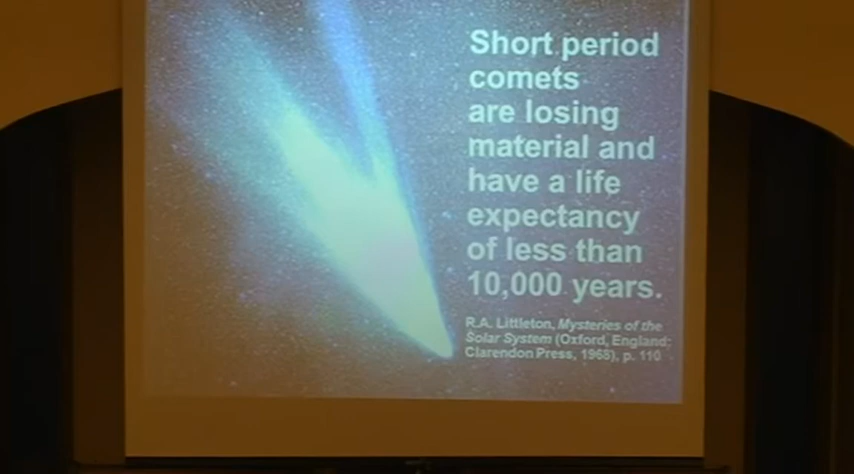 Short period
comets
are losing
material and
have a life
expectancy
of less than
10,000 years.
R.A. Littleton, Mysteries of the
Solar System (Oxford, England:
Clarendon Press, 1968), p. 110